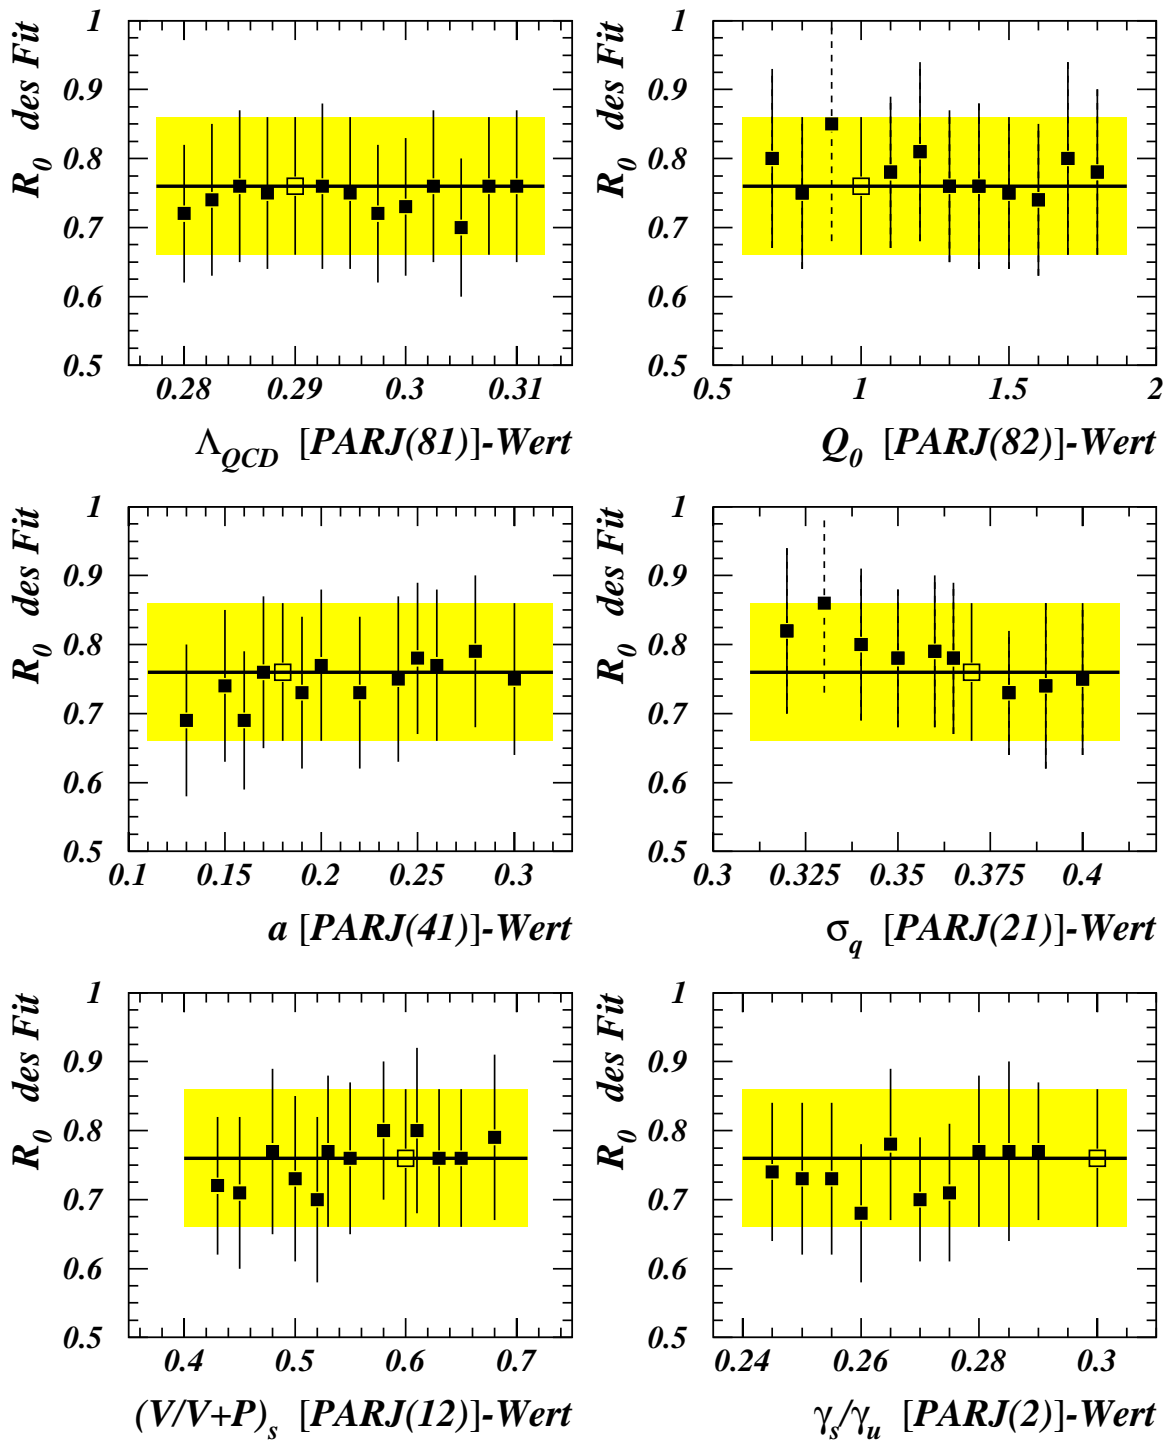 R0 des Fit
1
0.9
0.8
0.7
0.6
0.5
0.28 0.29 0.3 0.31
ΛQCD [PARJ(81)]-Wert
R0 des Fit
1
0.9
0.8
0.7
0.6
0.5
0.5 1 1.5 2
Q0 [PARJ(82)]-Wert
R0 des Fit
1
0.9
0.8
0.7
0.6
0.5
0.1 0.15 0.2 0.25 0.3
a [PARJ(41)]-Wert
R0 des Fit
1
0.9
0.8
0.7
0.6
0.5
0.3 0.325 0.35 0.375 0.4
σq [PARJ(21)]-Wert
R0 des Fit
1
0.9
0.8
0.7
0.6
0.5
0.4 0.5 0.6 0.7
(V/V+P)s [PARJ(12)]-Wert
R0 des Fit
1
0.9
0.8
0.7
0.6
0.5
0.24 0.26 0.28 0.3
γs/γu [PARJ(2)]-Wert